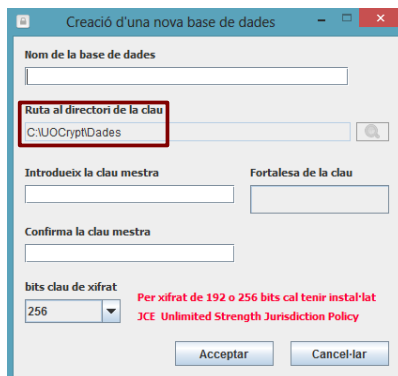 Creació d'una nova base de dades
Nom de la base de dades
Ruta al directori de la clau
C:\UOCrypt\Dades
Introdueix la clau mestra
Fortalesa de la clau
Confirma la clau mestra
bits clau de xifrat
256
Per xifrat de 192 o 256 bits cal tenir instal·lat
JCE Unlimited Strength Jurisdiction Policy
Acceptar
Cancel·lar